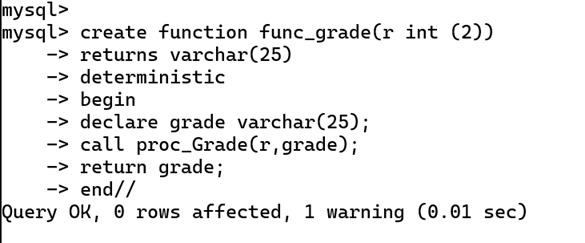 mysql>
mysql> create function func_grade(r int (2))
    -> returns varchar(25)
    -> deterministic
    -> begin
    -> declare grade varchar(25);
    -> call proc_Grade(r,grade);
    -> return grade;
    -> end//
Query OK, 0 rows affected, 1 warning (0.01 sec)